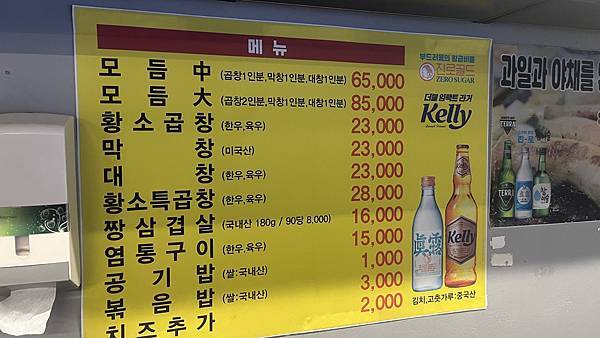 메뉴
모듬中 (곱창1인분,막창1인분,대창1인분) 65,000
모듬大 (곱창2인분,막창1인분,대창1인분) 85,000
황소곱창 (한우,육우) 23,000
막창 (미국산) 23,000
대창 (한우,육우) 23,000
황소특곱창 (한우,육우) 28,000
짱삼겹살 (국내산 180g / 90당 8,000) 16,000
염통구이 (한우,육우) 15,000
공기밥 (쌀:국내산) 1,000
볶음밥 (쌀:국내산) 3,000
치즈추가 2,000
부드러움의 황금비율
진로골드
ZERO SUGAR
더블 임팩트 라거
Kelly
眞露
Kelly
김치,고춧가루:중국산
과일과 야채를
TERRA
TERRA